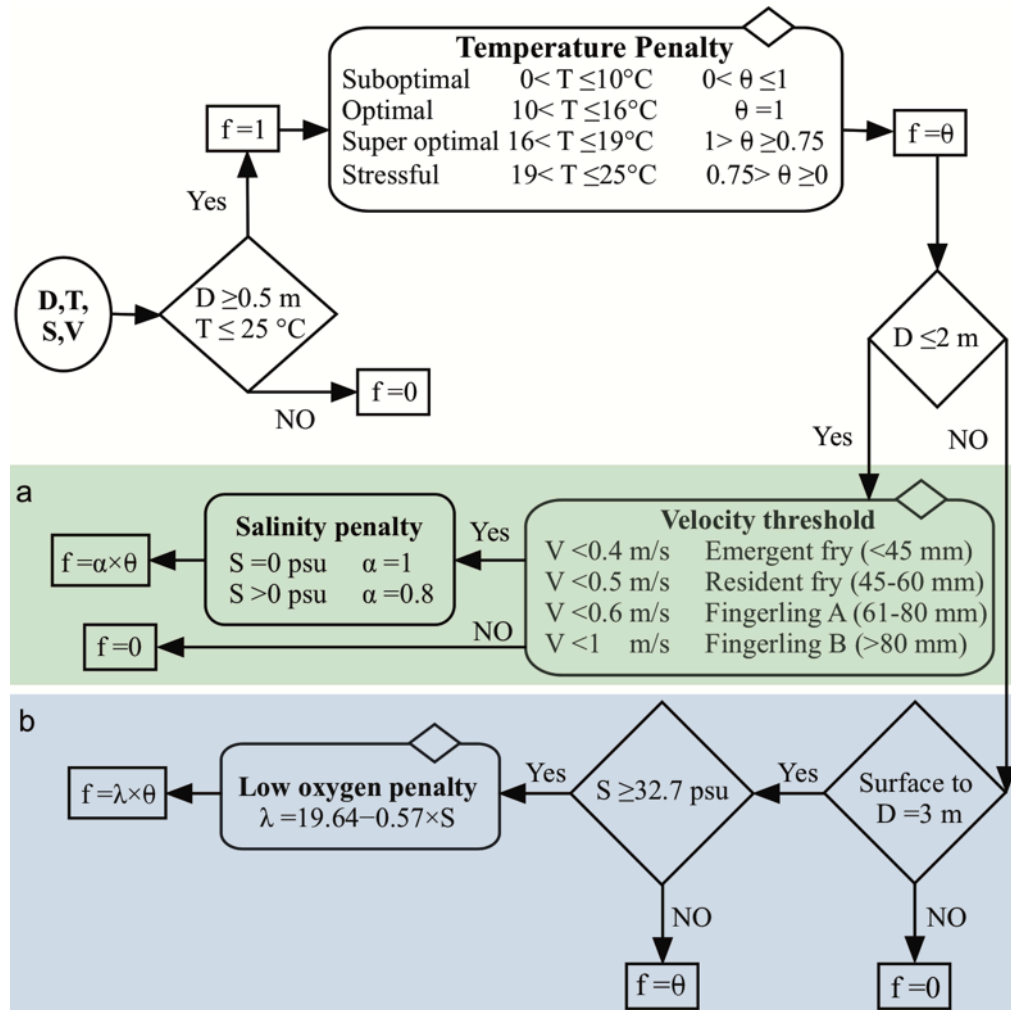 Temperature Penalty
Suboptimal 0< T ≤10°C 0< θ ≤1
Optimal 10< T ≤16°C θ =1
Super optimal 16< T ≤19°C 1> θ ≥0.75
Stressful 19< T ≤25°C 0.75> θ ≥0
f=1
f=θ
Yes
D,T,
S,V
D ≥0.5 m
T ≤ 25 °C
f=0
NO
D ≤2 m
Yes
NO
a
Velocity threshold
V <0.4 m/s Emergent fry (<45 mm)
V <0.5 m/s Resident fry (45-60 mm)
V <0.6 m/s Fingerling A (61-80 mm)
V <1 m/s Fingerling B (>80 mm)
Yes
Salinity penalty
S =0 psu α =1
S >0 psu α =0.8
f=α×θ
NO
f=0
b
Surface to
D =3 m
Yes
S ≥32.7 psu
Yes
Low oxygen penalty
λ =19.64−0.57×S
f=λ×θ
NO
f=θ
NO
f=0